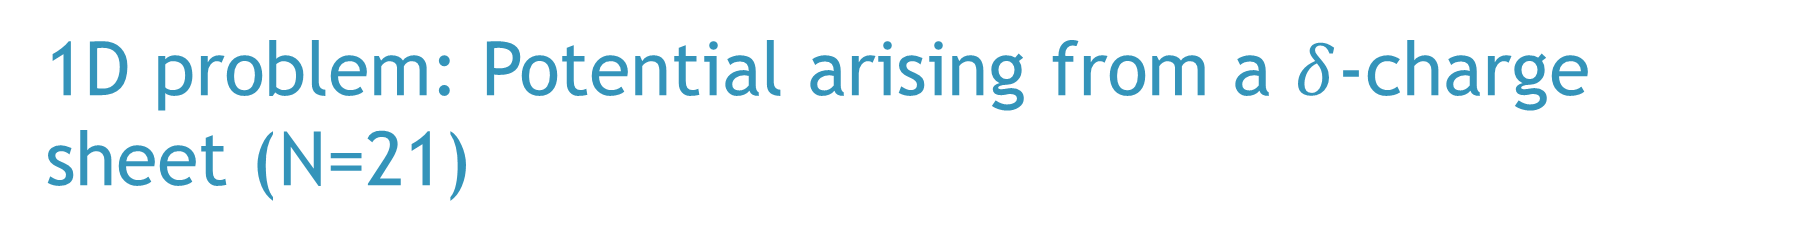 1D problem: Potential arising from a 𝛿-charge
sheet (N=21)